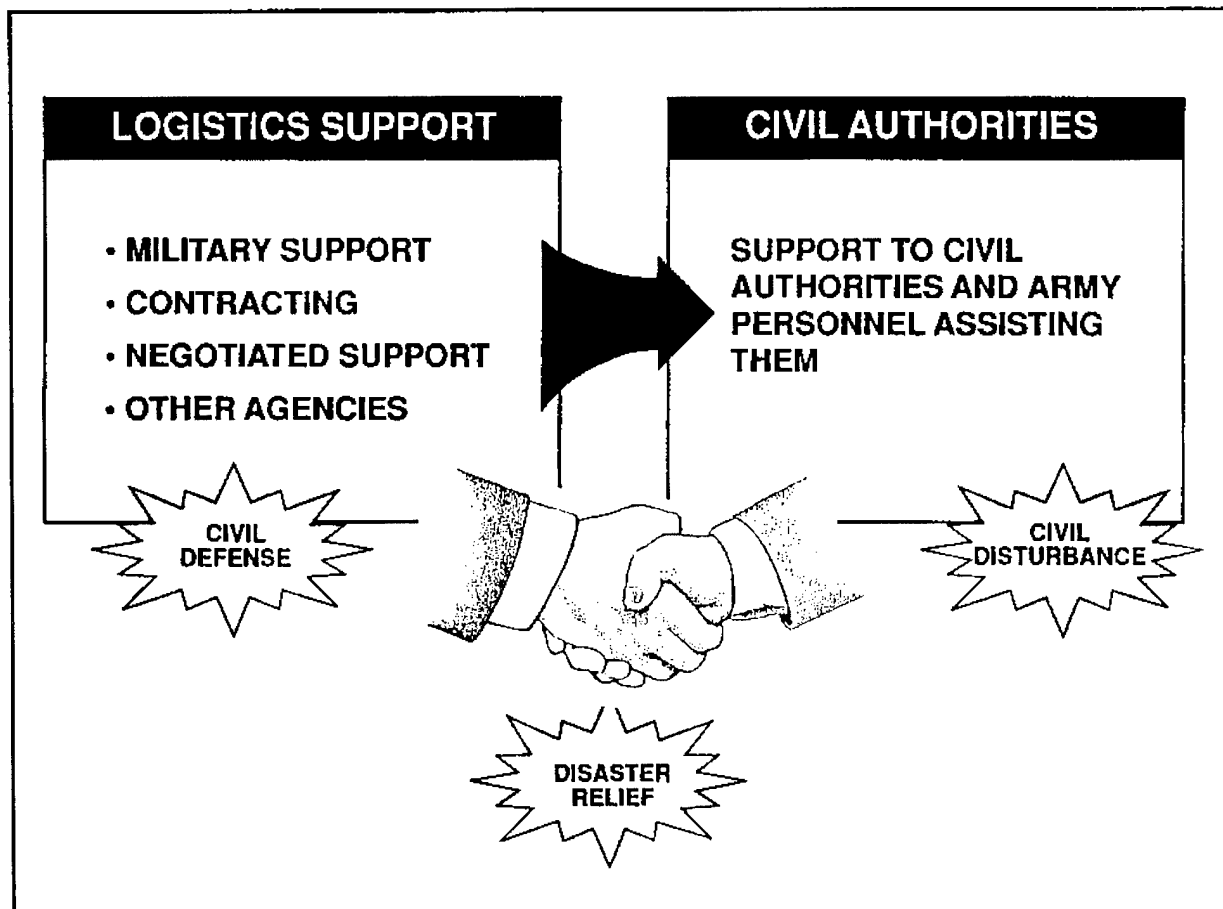 LOGISTICS SUPPORT
• MILITARY SUPPORT
• CONTRACTING
• NEGOTIATED SUPPORT
• OTHER AGENCIES
CIVIL AUTHORITIES
SUPPORT TO CIVIL
AUTHORITIES AND ARMY
PERSONNEL ASSISTING
THEM
CIVIL
DEFENSE
CIVIL
DISTURBANCE
DISASTER
RELIEF